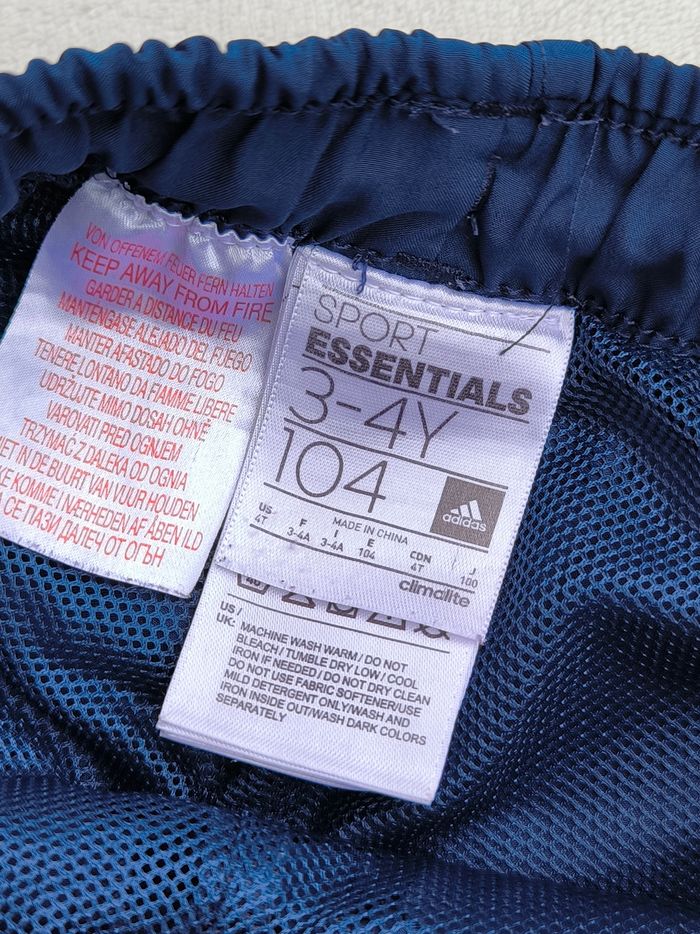 VON OFFENEM FEUER FERN HALTEN
KEEP AWAY FROM FIRE
GARDER A DISTANCE DU FEU
MANTENGASE ALEJADO DEL FUEGO
MANTER AFASTADO DO FOGO
TENERE LONTANO DA FIAMME LIBERE
UDRŽUJTE MIMO DOSAH OHNĚ
VAROVATI PRED OGNJEM
TRZYMAĆ Z DALEKA OD OGNIA
IN DE BUURT VAN VUUR HOUDEN
KOMME I NÆRHEDEN AF ÅBEN ILD
СЕ ПАЗИ ДАЛЕЧ ОТ ОГЪН
SPORT
ESSENTIALS
3-4Y
104
adidas
MADE IN CHINA
US F I E CDN J
4T 3-4A 3-4A 104 4T 100
climalite
40
US /
UK: MACHINE WASH WARM / DO NOT
BLEACH / TUMBLE DRY LOW / COOL
IRON IF NEEDED / DO NOT DRY CLEAN
DO NOT USE FABRIC SOFTENER/USE
MILD DETERGENT ONLY/WASH AND
IRON INSIDE OUT/WASH DARK COLORS
SEPARATELY